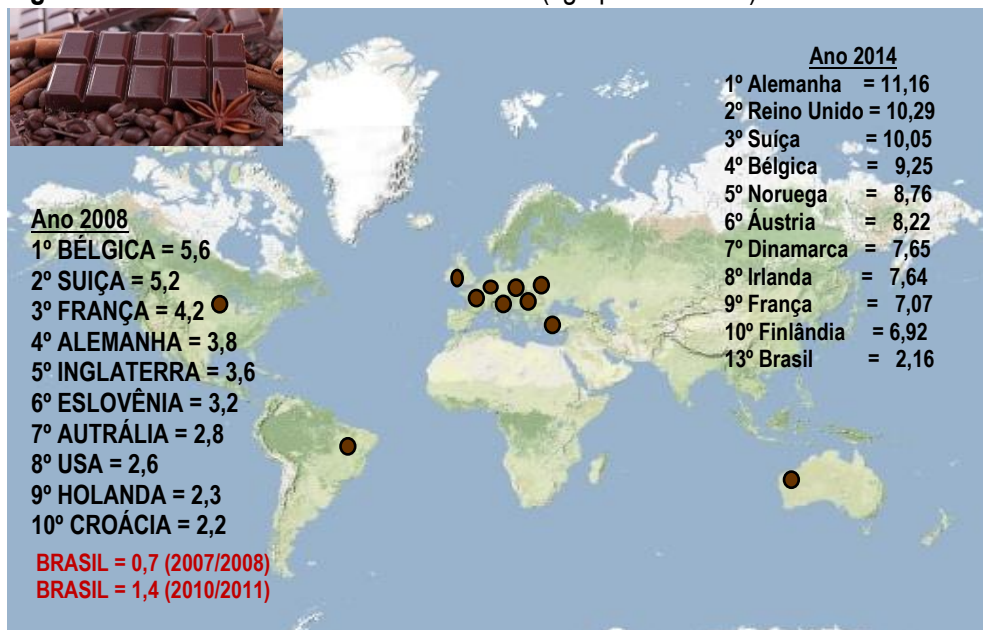 Ano 2008
1º BÉLGICA = 5,6
2º SUIÇA = 5,2
3º FRANÇA = 4,2
4º ALEMANHA = 3,8
5º INGLATERRA = 3,6
6º ESLOVÊNIA = 3,2
7º AUTRÁLIA = 2,8
8º USA = 2,6
9º HOLANDA = 2,3
10º CROÁCIA = 2,2
BRASIL = 0,7 (2007/2008)
BRASIL = 1,4 (2010/2011)
Ano 2014
1º Alemanha = 11,16
2º Reino Unido = 10,29
3º Suíça = 10,05
4º Bélgica = 9,25
5º Noruega = 8,76
6º Áustria = 8,22
7º Dinamarca = 7,65
8º Irlanda = 7,64
9º França = 7,07
10º Finlândia = 6,92
13º Brasil = 2,16